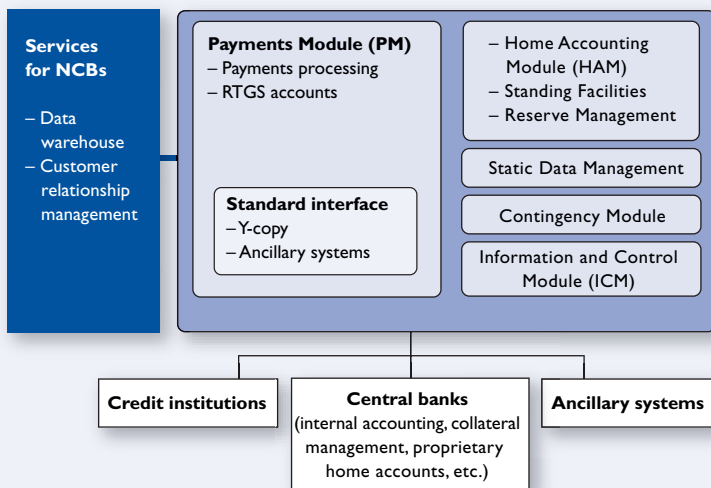 Services
for NCBs
– Data
warehouse
– Customer
relationship
management
Payments Module (PM)
– Payments processing
– RTGS accounts
Standard interface
– Y-copy
– Ancillary systems
– Home Accounting
Module (HAM)
– Standing Facilities
– Reserve Management
Static Data Management
Contingency Module
Information and Control
Module (ICM)
Credit institutions
Central banks
(internal accounting, collateral
management, proprietary
home accounts, etc.)
Ancillary systems